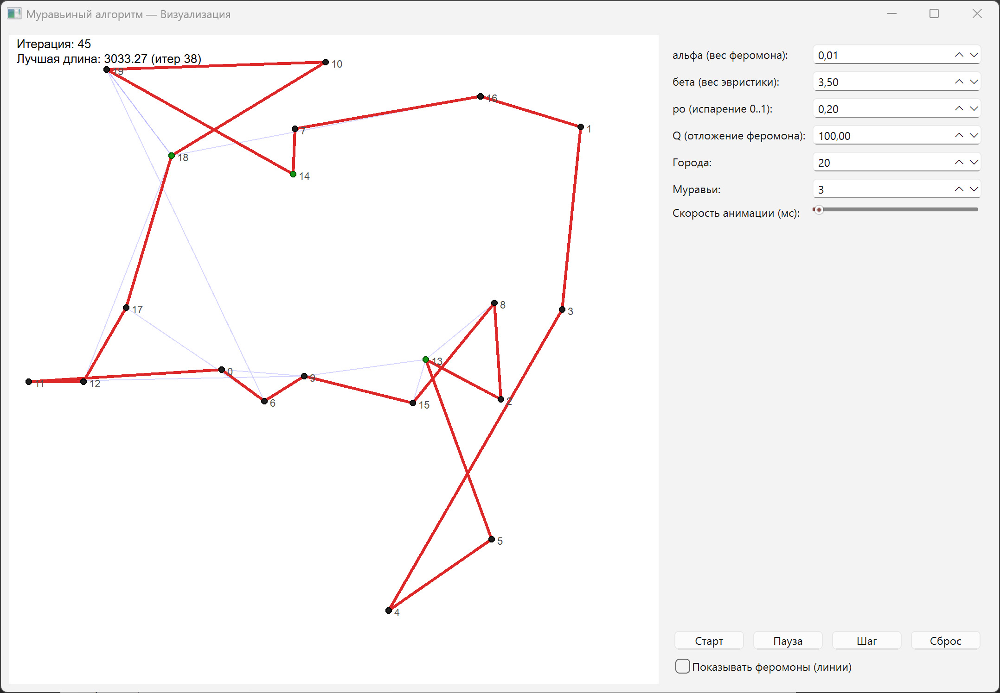 Муравьиный алгоритм — Визуализация
Итерация: 45
Лучшая длина: 3033.27 (итер 38)
10
19
16
7
1
18
14
17
8
3
13
0
9
11
12
6
15
2
5
4
альфа (вес феромона): 0,01
бета (вес эвристики): 3,50
ро (испарение 0..1): 0,20
Q (отложение феромона): 100,00
Города: 20
Муравьи: 3
Скорость анимации (мс):
Старт Пауза Шаг Сброс
Показывать феромоны (линии)